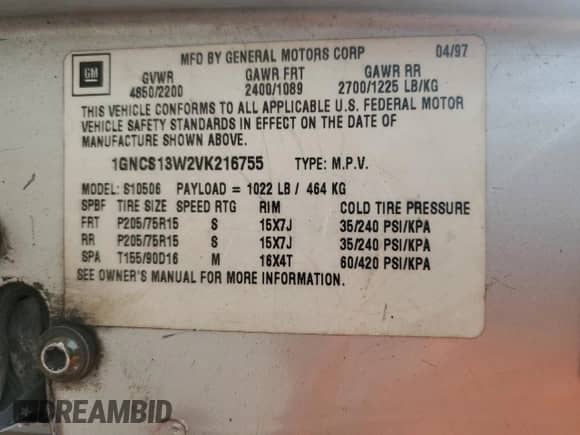 GM
MFD BY GENERAL MOTORS CORP 04/97
GVWR GAWR FRT GAWR RR
4850/2200 2400/1089 2700/1225 LB/KG
THIS VEHICLE CONFORMS TO ALL APPLICABLE U.S. FEDERAL MOTOR
VEHICLE SAFETY STANDARDS IN EFFECT ON THE DATE OF
MANUFACTURE SHOWN ABOVE.
1GNCS13W2VK216755 TYPE: M.P.V.
MODEL: S10506 PAYLOAD = 1022 LB / 464 KG
SPBF TIRE SIZE SPEED RTG RIM COLD TIRE PRESSURE
FRT P205/75R15 S 15X7J 35/240 PSI/KPA
RR P205/75R15 S 15X7J 35/240 PSI/KPA
SPA T155/90D16 M 16X4T 60/420 PSI/KPA
SEE OWNER'S MANUAL FOR MORE INFORMATION.
DREAMBID